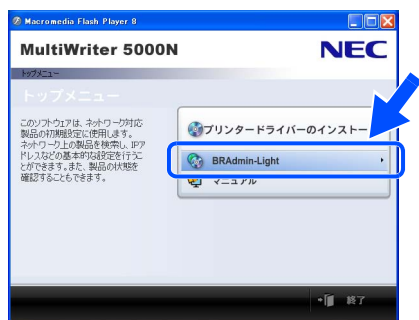 Macromedia Flash Player 8
MultiWriter 5000N
NEC
トップメニュー
トップメニュー
このソフトウェアは、ネットワーク対応
製品の初期設定に使用します。
ネットワーク上の製品を検索し、IPア
ドレスなどの基本的な設定を行うこ
とができます。また、製品の状態を
確認することもできます。
プリンタードライバーのインストー
BRAdmin-Light
マニュアル
終了